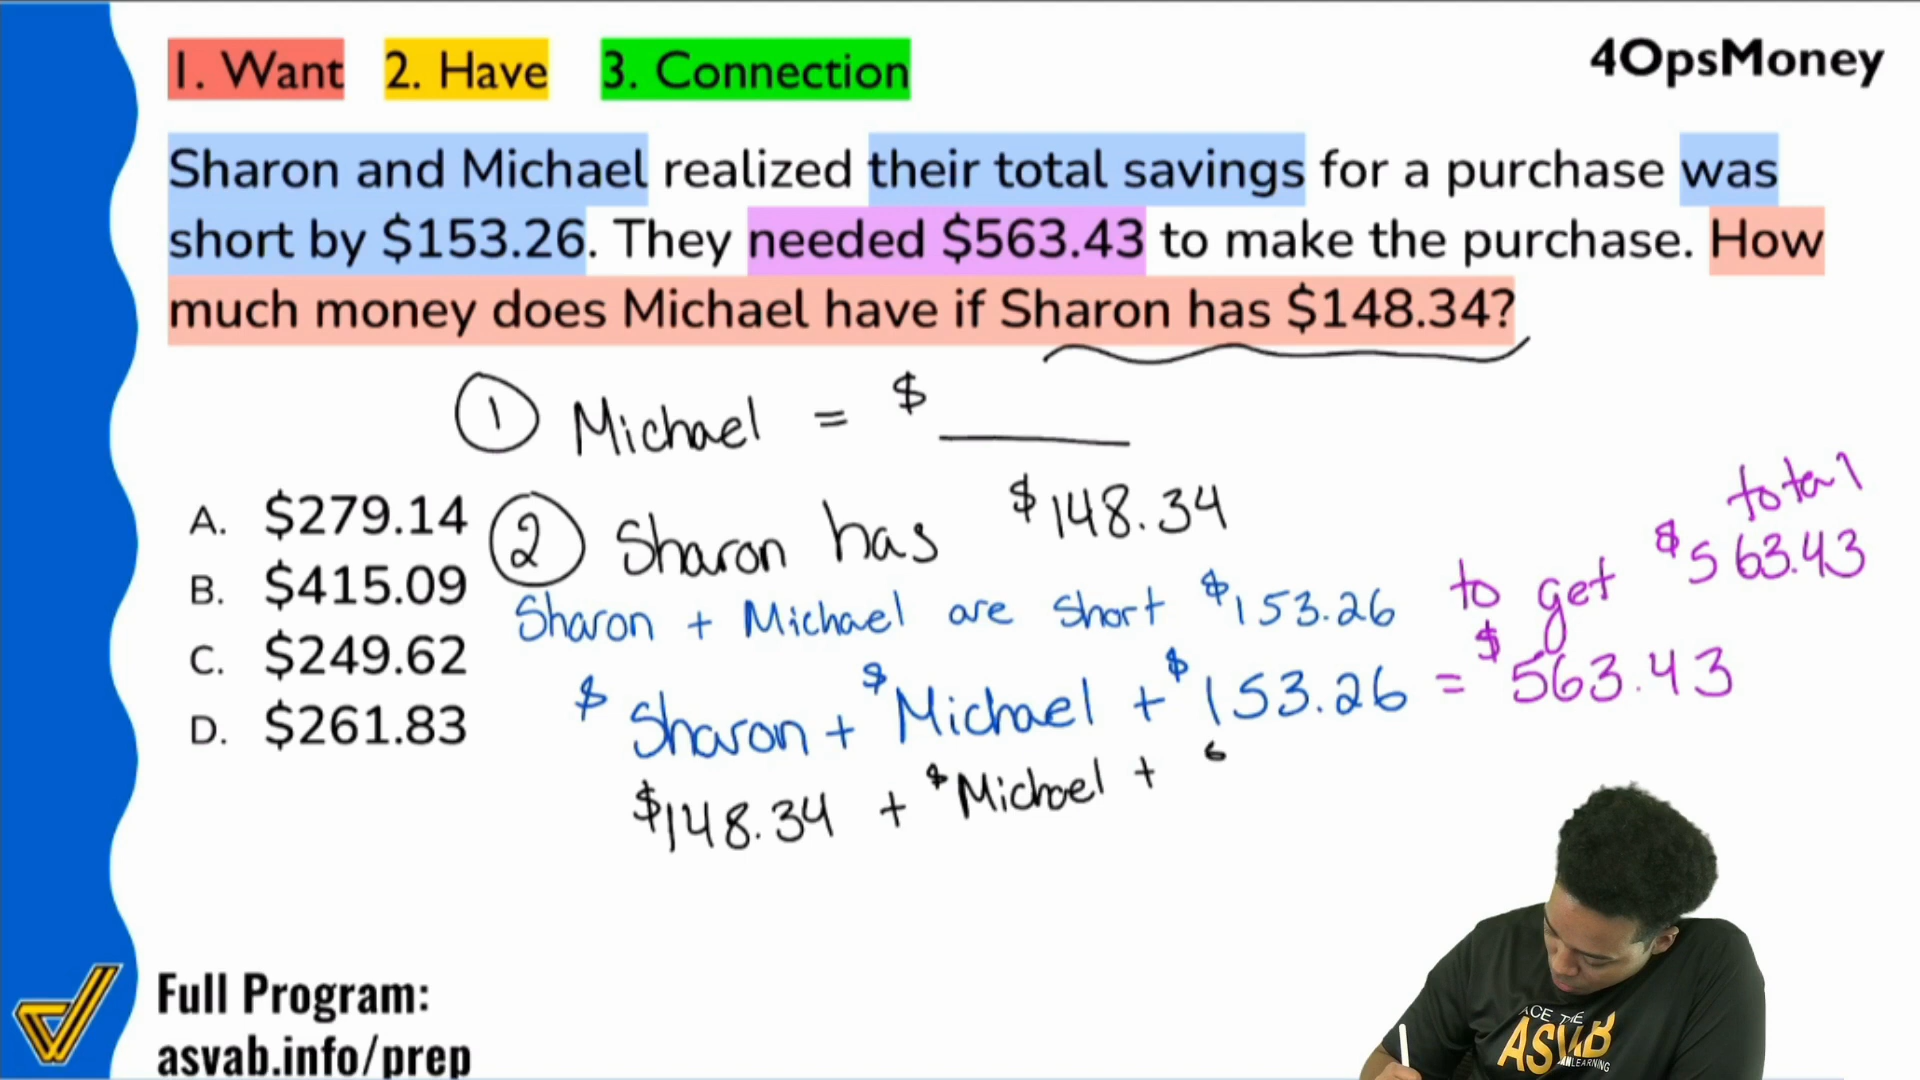 1. Want 2. Have 3. Connection
4OpsMoney
Sharon and Michael realized their total savings for a purchase was
short by $153.26. They needed $563.43 to make the purchase. How
much money does Michael have if Sharon has $148.34?
1 Michael = $
A. $279.14
B. $415.09
C. $249.62
D. $261.83
2 Sharon has $148.34
Sharon + Michael are short $153.26 to get $563.43
total
$ Sharon + $ Michael + $153.26 = $563.43
$148.34 + $ Michael +
Full Program:
asvab.info/prep
ACE THE
ASVAB
LEARNING